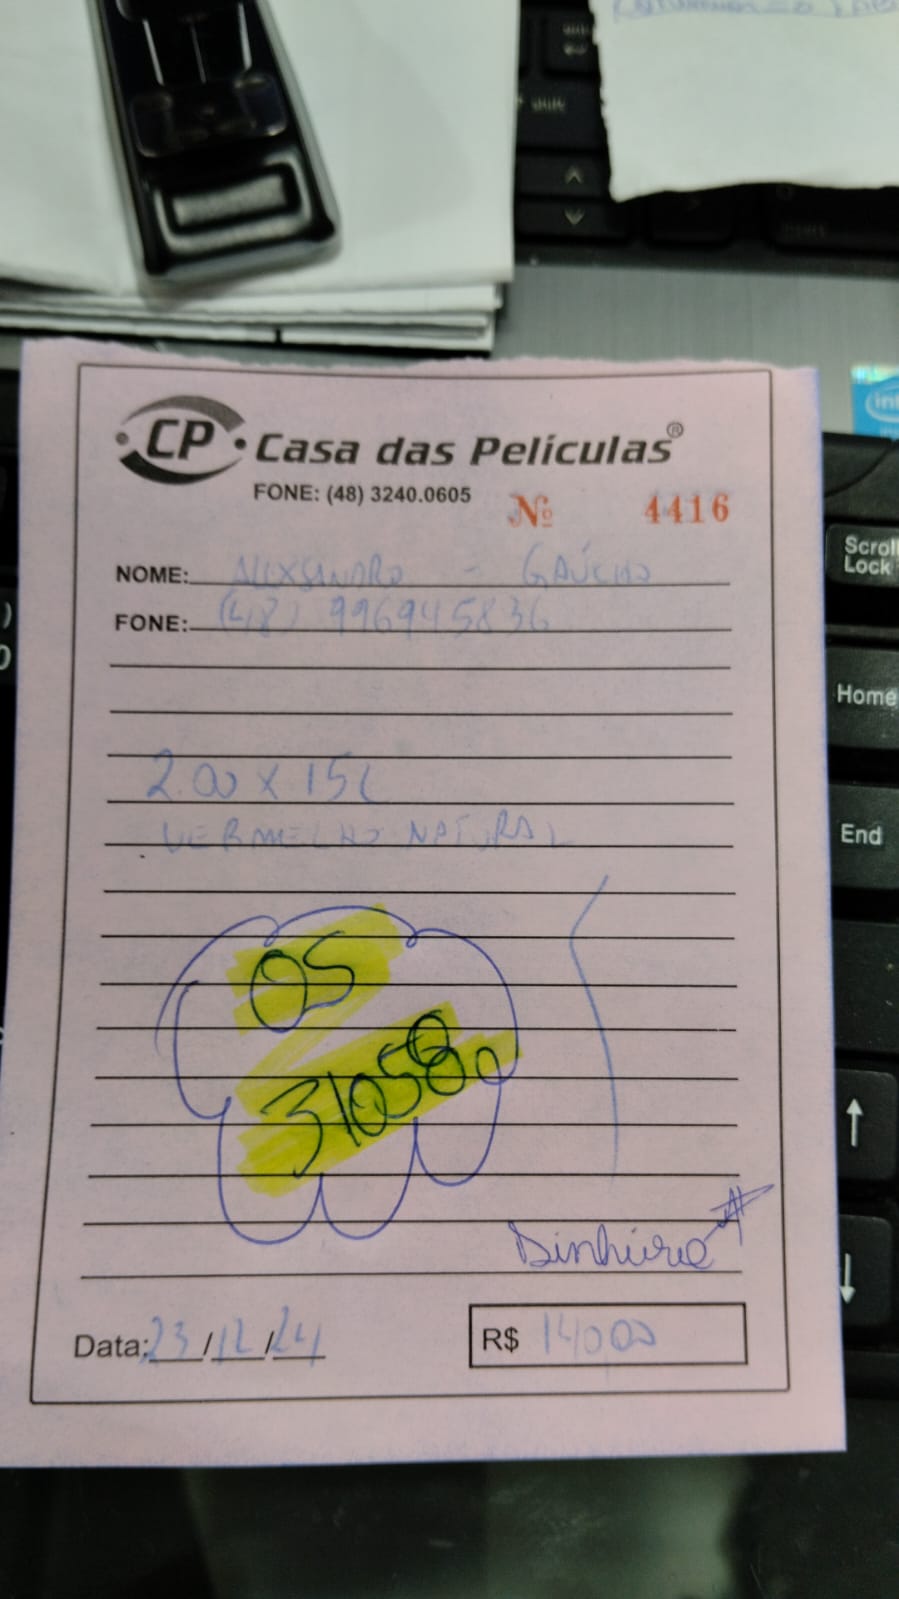 CP Casa das Películas®
FONE: (48) 3240.0605
Nº 4416
NOME: ALEXSANDRO - GAÚCHO
FONE: (48) 996945836
2.00 x 152
VERMELHO NATURAL
OS
310580
Dinheiro
Data: 23/12/24
R$ 140,00
Scroll
Lock
Home
End